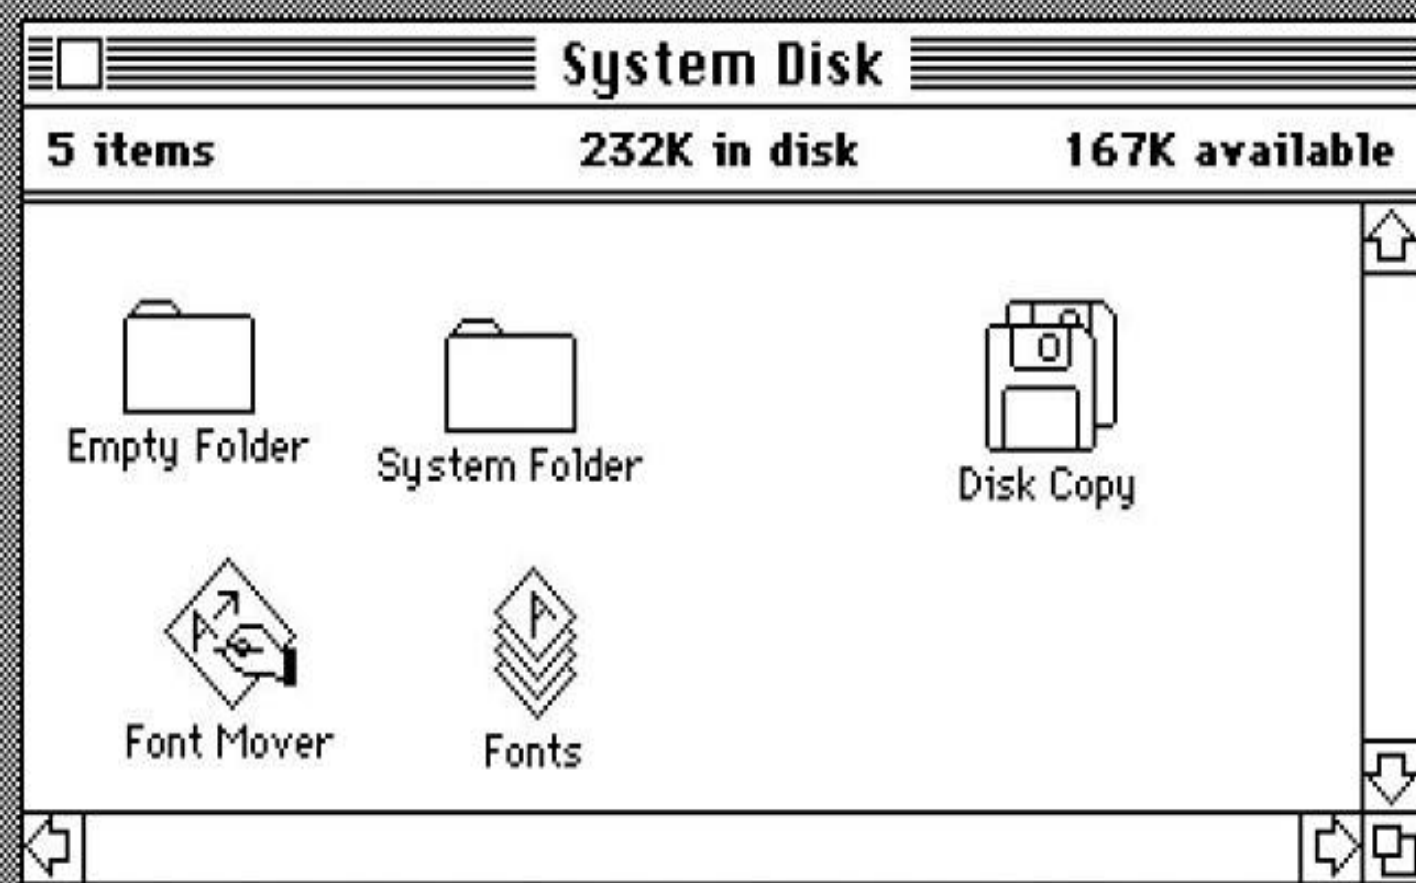 System Disk
5 items 232K in disk 167K available
Empty Folder System Folder Disk Copy
Font Mover Fonts